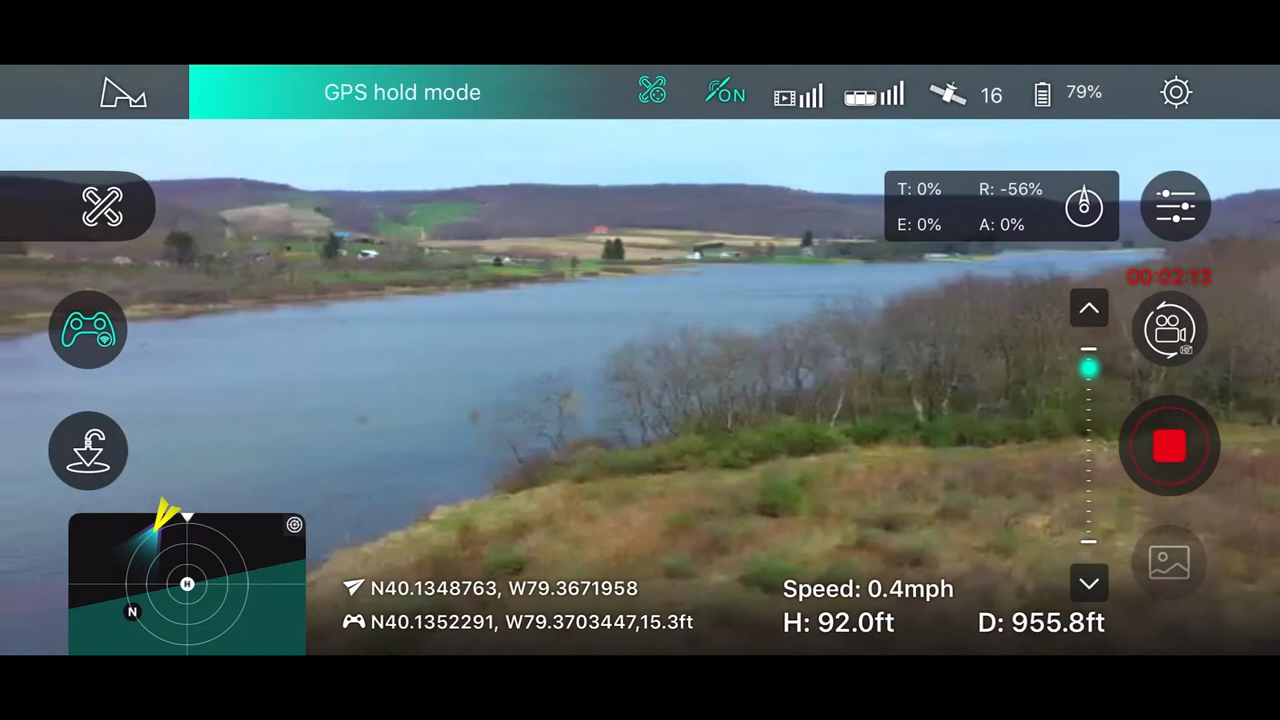 GPS hold mode
ON
16
79%
T: 0% R: -56%
E: 0% A: 0%
00:02:13
H
N
N40.1348763, W79.3671958
N40.1352291, W79.3703447,15.3ft
Speed: 0.4mph
H: 92.0ft D: 955.8ft